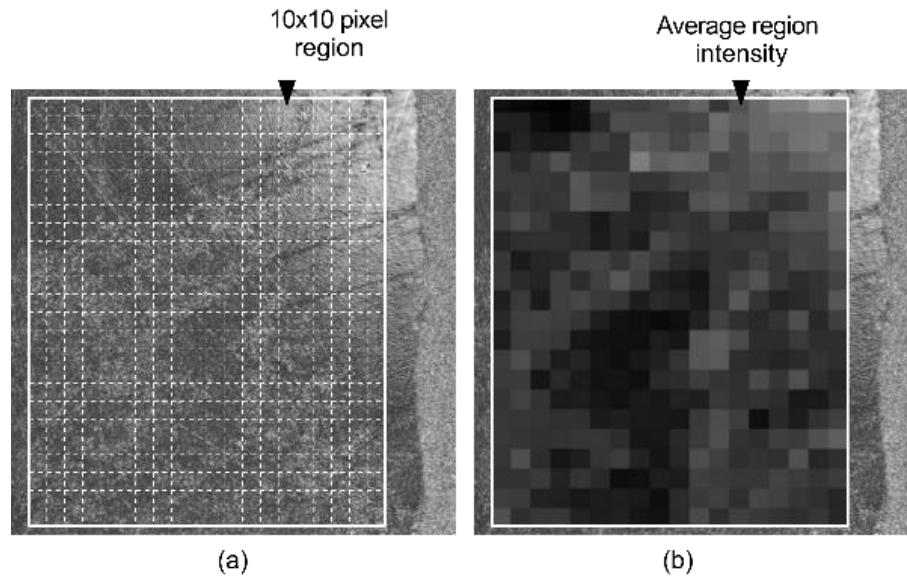 10x10 pixel
region
Average region
intensity
(a)
(b)